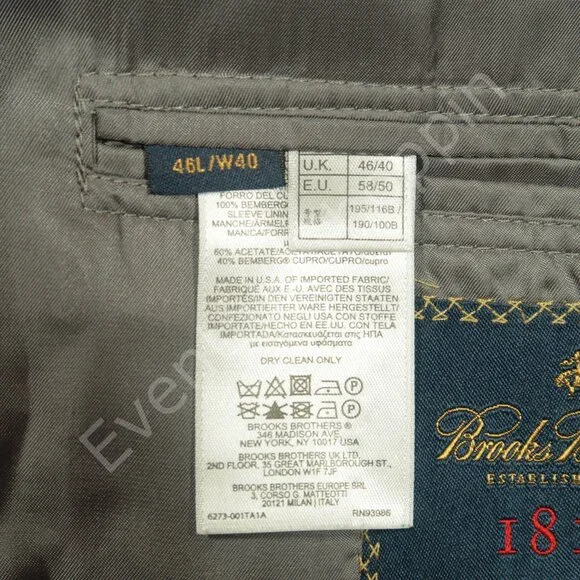 46L/W40
U.K. 46/40
E.U. 58/50
195/116B /
190/100B
FORRO DEL
100% BEMBERG
SLEEVE
60% ACETATE/
40% BEMBERG® CUPRO/CUPRO/cupro
MADE IN U.S.A. OF IMPORTED FABRIC/
FABRIQUE AUX E-U. AVEC DES TISSUS
IMPORTÉS/IN DEN VEREINIGTEN STAATEN
AUS IMPORTIERTER WARE HERGESTELLT/
CONFEZIONATO NEGLI USA CON STOFFE
IMPORTATE/HECHO EN EE.UU. CON TELA
IMPORTADA/Κατασκευάζεται στις ΗΠΑ
με εισαγόμενα υφάσματα
DRY CLEAN ONLY
P
P
BROOKS BROTHERS®
346 MADISON AVE.
NEW YORK, NY 10017 USA
BROOKS BROTHERS UK LTD.
2ND FLOOR, 35 GREAT MARLBOROUGH ST.
LONDON W1F 7JF
BROOKS BROTHERS EUROPE SRL
3, CORSO G. MATTEOTTI
20121 MILAN | ITALY
6273-001TA1A RN93986
Brooks
ESTABLIS
181